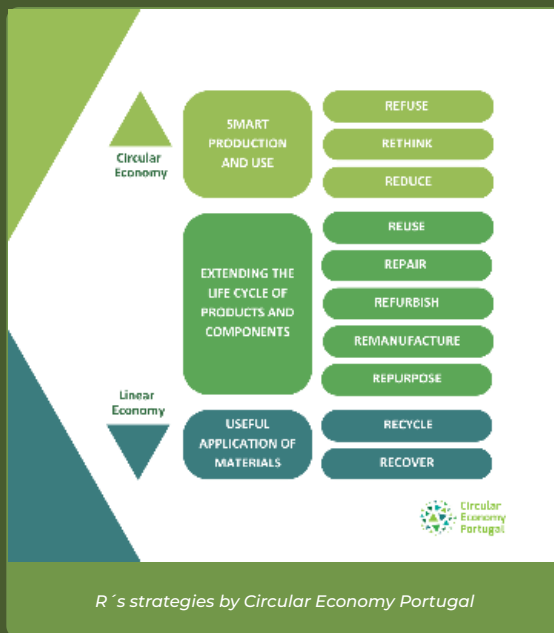 SMART
PRODUCTION
AND USE
REFUSE
RETHINK
REDUCE
Circular
Economy
EXTENDING THE
LIFE CYCLE OF
PRODUCTS AND
COMPONENTS
REUSE
REPAIR
REFURBISH
REMANUFACTURE
REPURPOSE
Linear
Economy
USEFUL
APPLICATION OF
MATERIALS
RECYCLE
RECOVER
Circular
Economy
Portugal
R´s strategies by Circular Economy Portugal